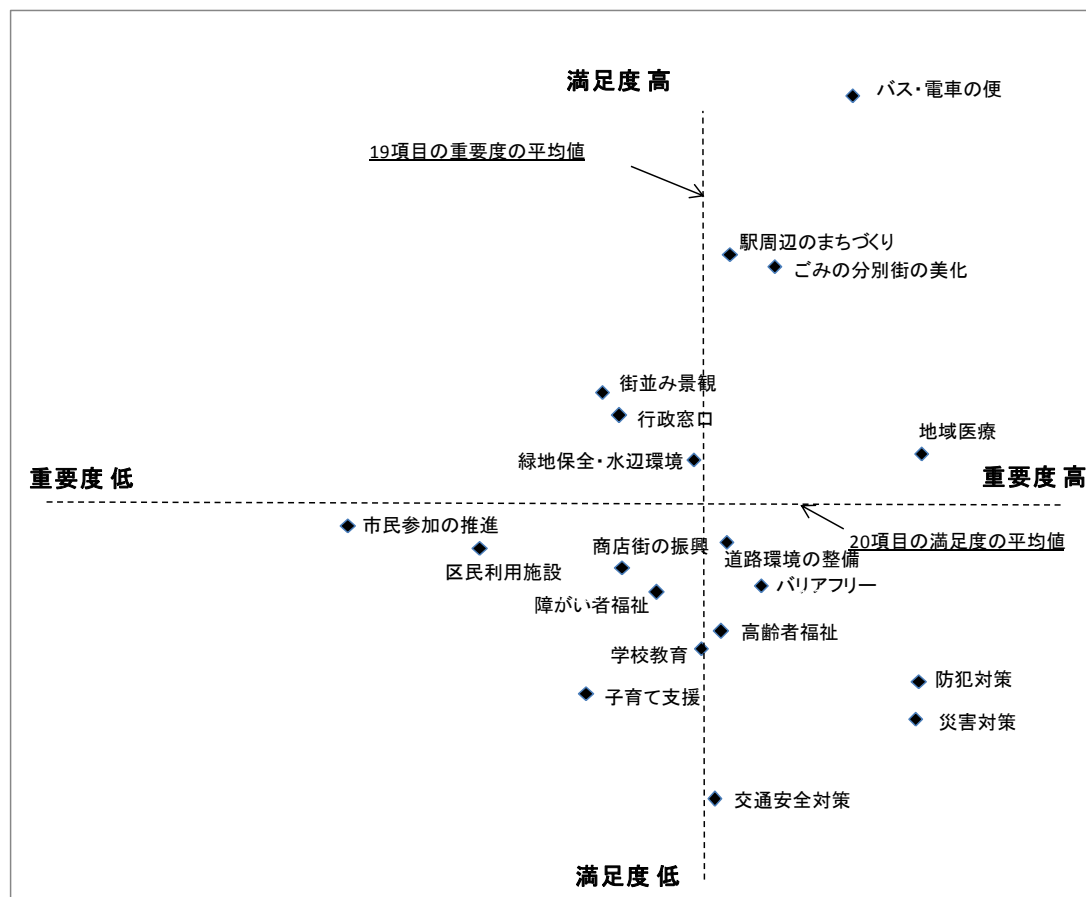 満足度 高
バス・電車の便
19項目の重要度の平均値
駅周辺のまちづくり
ごみの分別街の美化
街並み景観
行政窓口
地域医療
緑地保全・水辺環境
重要度 低
重要度 高
市民参加の推進
20項目の満足度の平均値
商店街の振興
道路環境の整備
区民利用施設
バリアフリー
障がい者福祉
高齢者福祉
学校教育
防犯対策
子育て支援
災害対策
交通安全対策
満足度 低